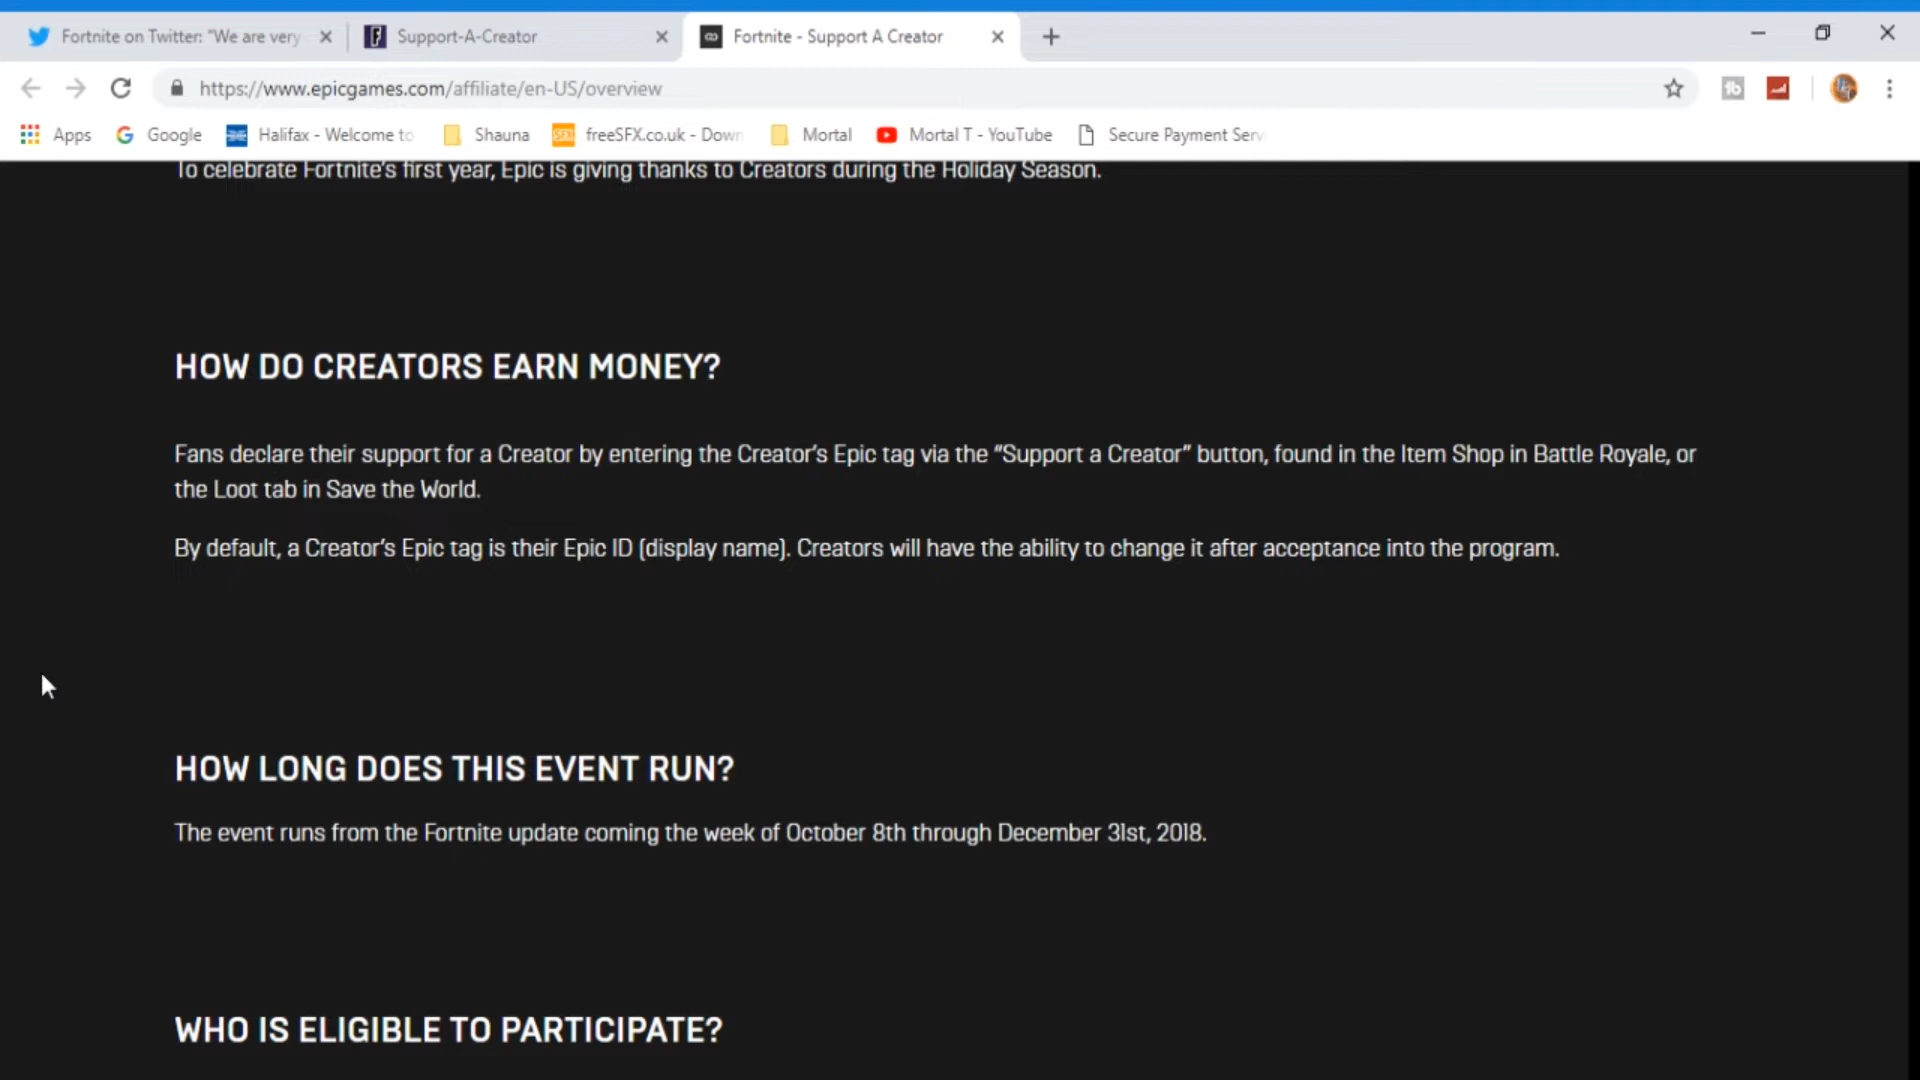 Fortnite on Twitter: "We are very
Support-A-Creator
Fortnite - Support A Creator
https://www.epicgames.com/affiliate/en-US/overview
Apps
Google
Halifax - Welcome to
Shauna
freeSFX.co.uk - Down
Mortal
Mortal T - YouTube
Secure Payment Serv
To celebrate Fortnite's first year, Epic is giving thanks to Creators during the Holiday Season.
HOW DO CREATORS EARN MONEY?
Fans declare their support for a Creator by entering the Creator's Epic tag via the “Support a Creator” button, found in the Item Shop in Battle Royale, or
the Loot tab in Save the World.
By default, a Creator's Epic tag is their Epic ID (display name). Creators will have the ability to change it after acceptance into the program.
HOW LONG DOES THIS EVENT RUN?
The event runs from the Fortnite update coming the week of October 8th through December 31st, 2018.
WHO IS ELIGIBLE TO PARTICIPATE?